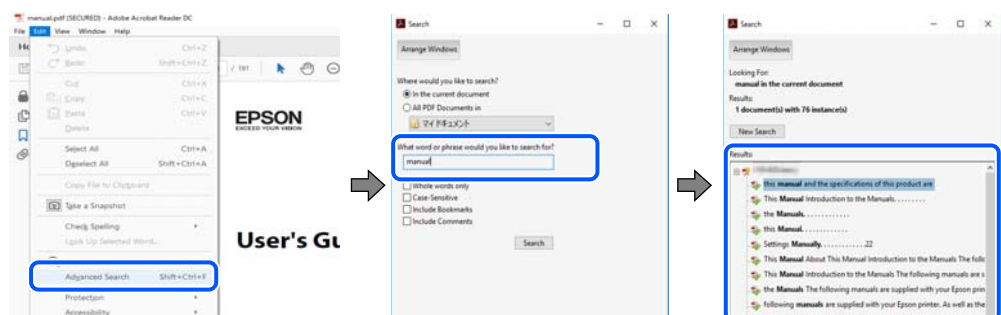 manual.pdf (SECURED) - Adobe Acrobat Reader DC
File Edit View Window Help
Undo Ctrl+Z
Redo Shift+Ctrl+Z
Cut Ctrl+X
Copy Ctrl+C
Paste Ctrl+V
Delete
Select All Ctrl+A
Deselect All Shift+Ctrl+A
Copy File to Clipboard
Take a Snapshot
Check Spelling
Look Up Selected Word...
Advanced Search Shift+Ctrl+F
Protection
Accessibility
/ 181
EPSON
EXCEED YOUR VISION
User's Gu
Search
Arrange Windows
Where would you like to search?
In the current document
All PDF Documents in
マイ ドキュメント
What word or phrase would you like to search for?
manual
Whole words only
Case-Sensitive
Include Bookmarks
Include Comments
Search
Search
Arrange Windows
Looking For:
manual in the current document
Results:
1 document(s) with 76 instance(s)
New Search
Results:
this manual and the specifications of this product are
This Manual Introduction to the Manuals. . . . . . . . .
the Manuals. . . . . . . . . . . .
this Manual. . . . . . . . . . . .
Settings Manually. . . . . . . . . . . . .22
This Manual About This Manual Introduction to the Manuals The follo
This Manual Introduction to the Manuals The following manuals are s
the Manuals The following manuals are supplied with your Epson prin
following manuals are supplied with your Epson printer. As well as the